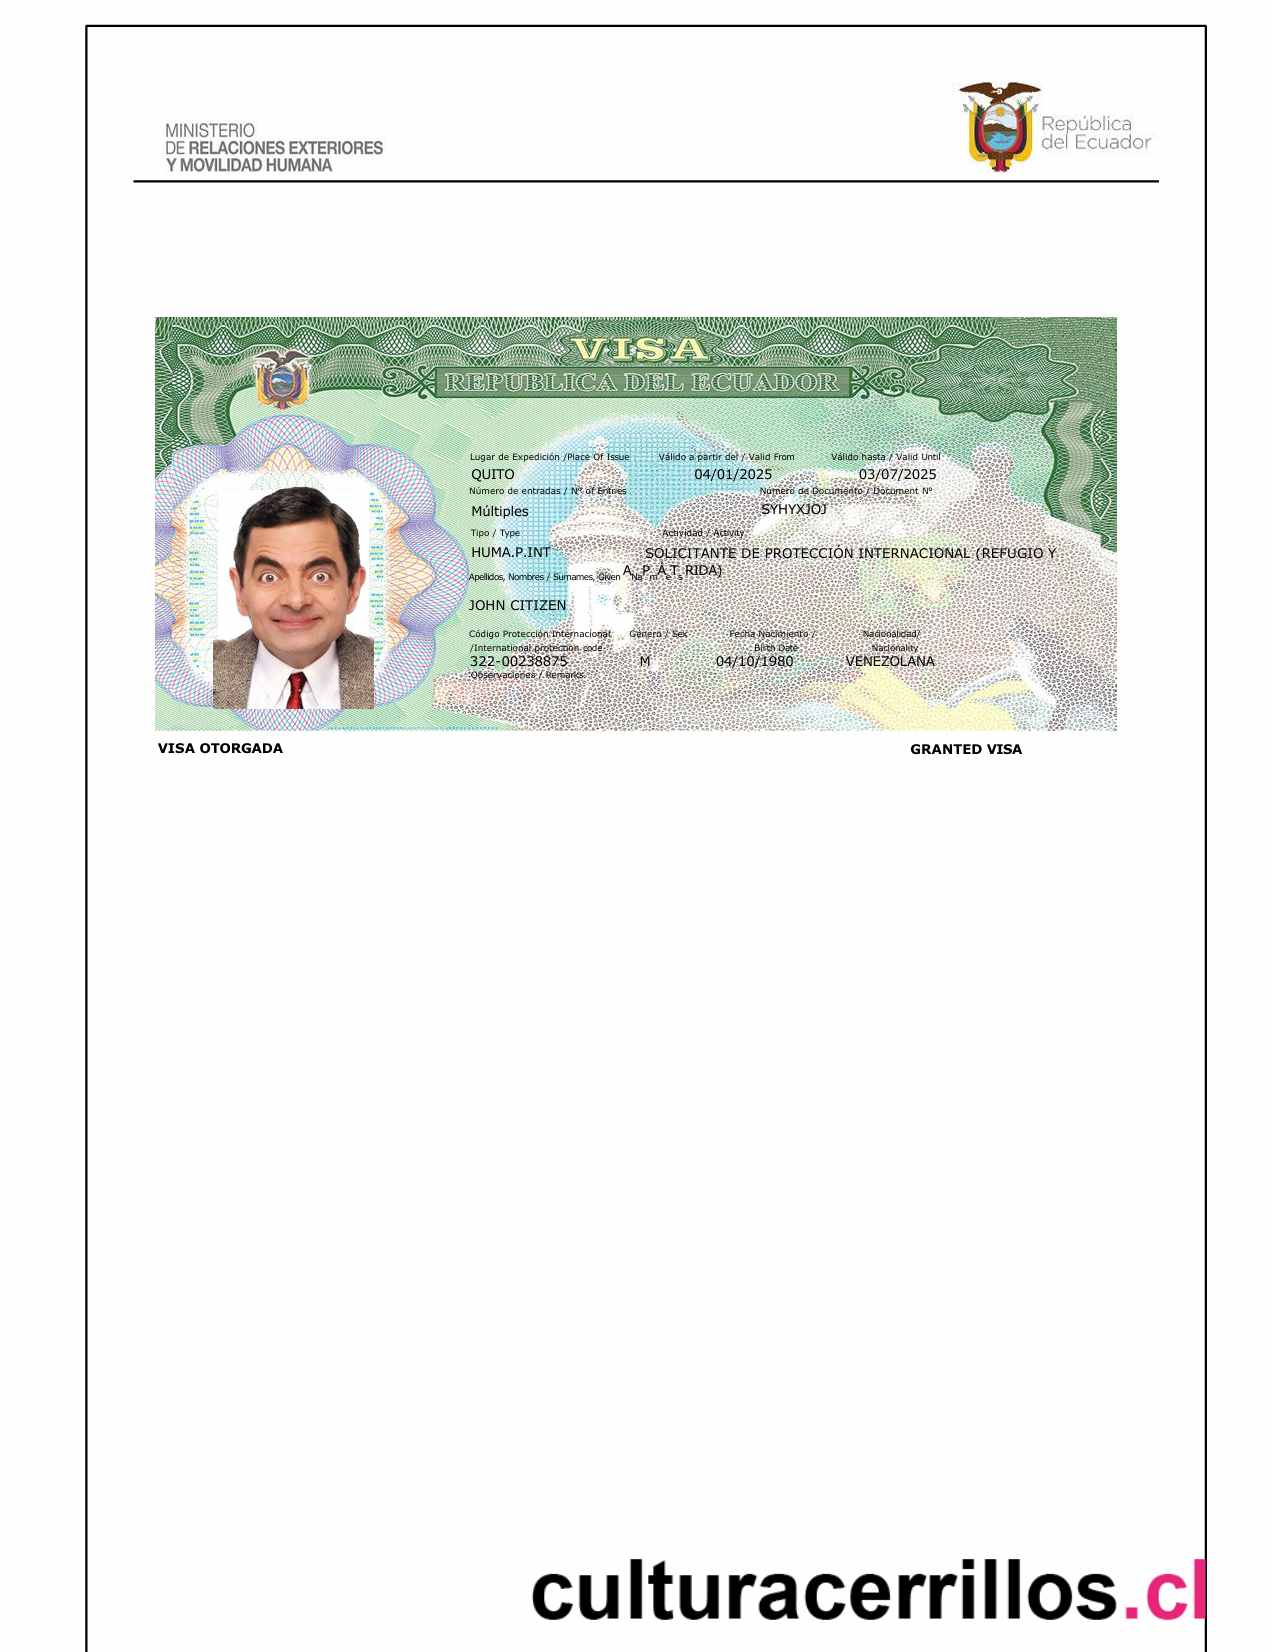 MINISTERIO
DE RELACIONES EXTERIORES
Y MOVILIDAD HUMANA
República
del Ecuador
VISA
REPUBLICA DEL ECUADOR
Lugar de Expedición /Place Of Issue Válido a partir del / Valid From Válido hasta / Valid Until
QUITO 04/01/2025 03/07/2025
Número de entradas / N° of Entries Número de Documento / Document N°
Múltiples SYHYXJOJ
Tipo / Type Actividad / Activity
HUMA.P.INT SOLICITANTE DE PROTECCIÓN INTERNACIONAL (REFUGIO Y
A P Á T RIDA)
Apellidos, Nombres / Surnames, Given Na m e s
JOHN CITIZEN
Código Protección Internacional Género / Sex Fecha Nacimiento / Nacionalidad/
/International protection code Birth Date Nacionality
322-00238875 M 04/10/1980 VENEZOLANA
Observaciones / Remarks
VISA OTORGADA GRANTED VISA
culturacerrillos.cl